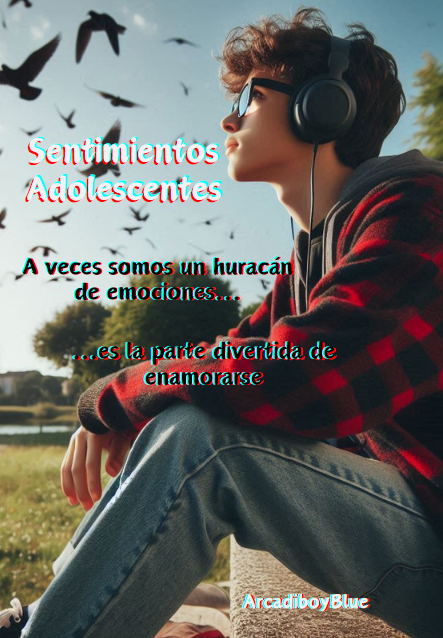 Sentimientos
Adolescentes
A veces somos un huracán
de emociones...
...es la parte divertida de
enamorarse
ArcadiboyBlue